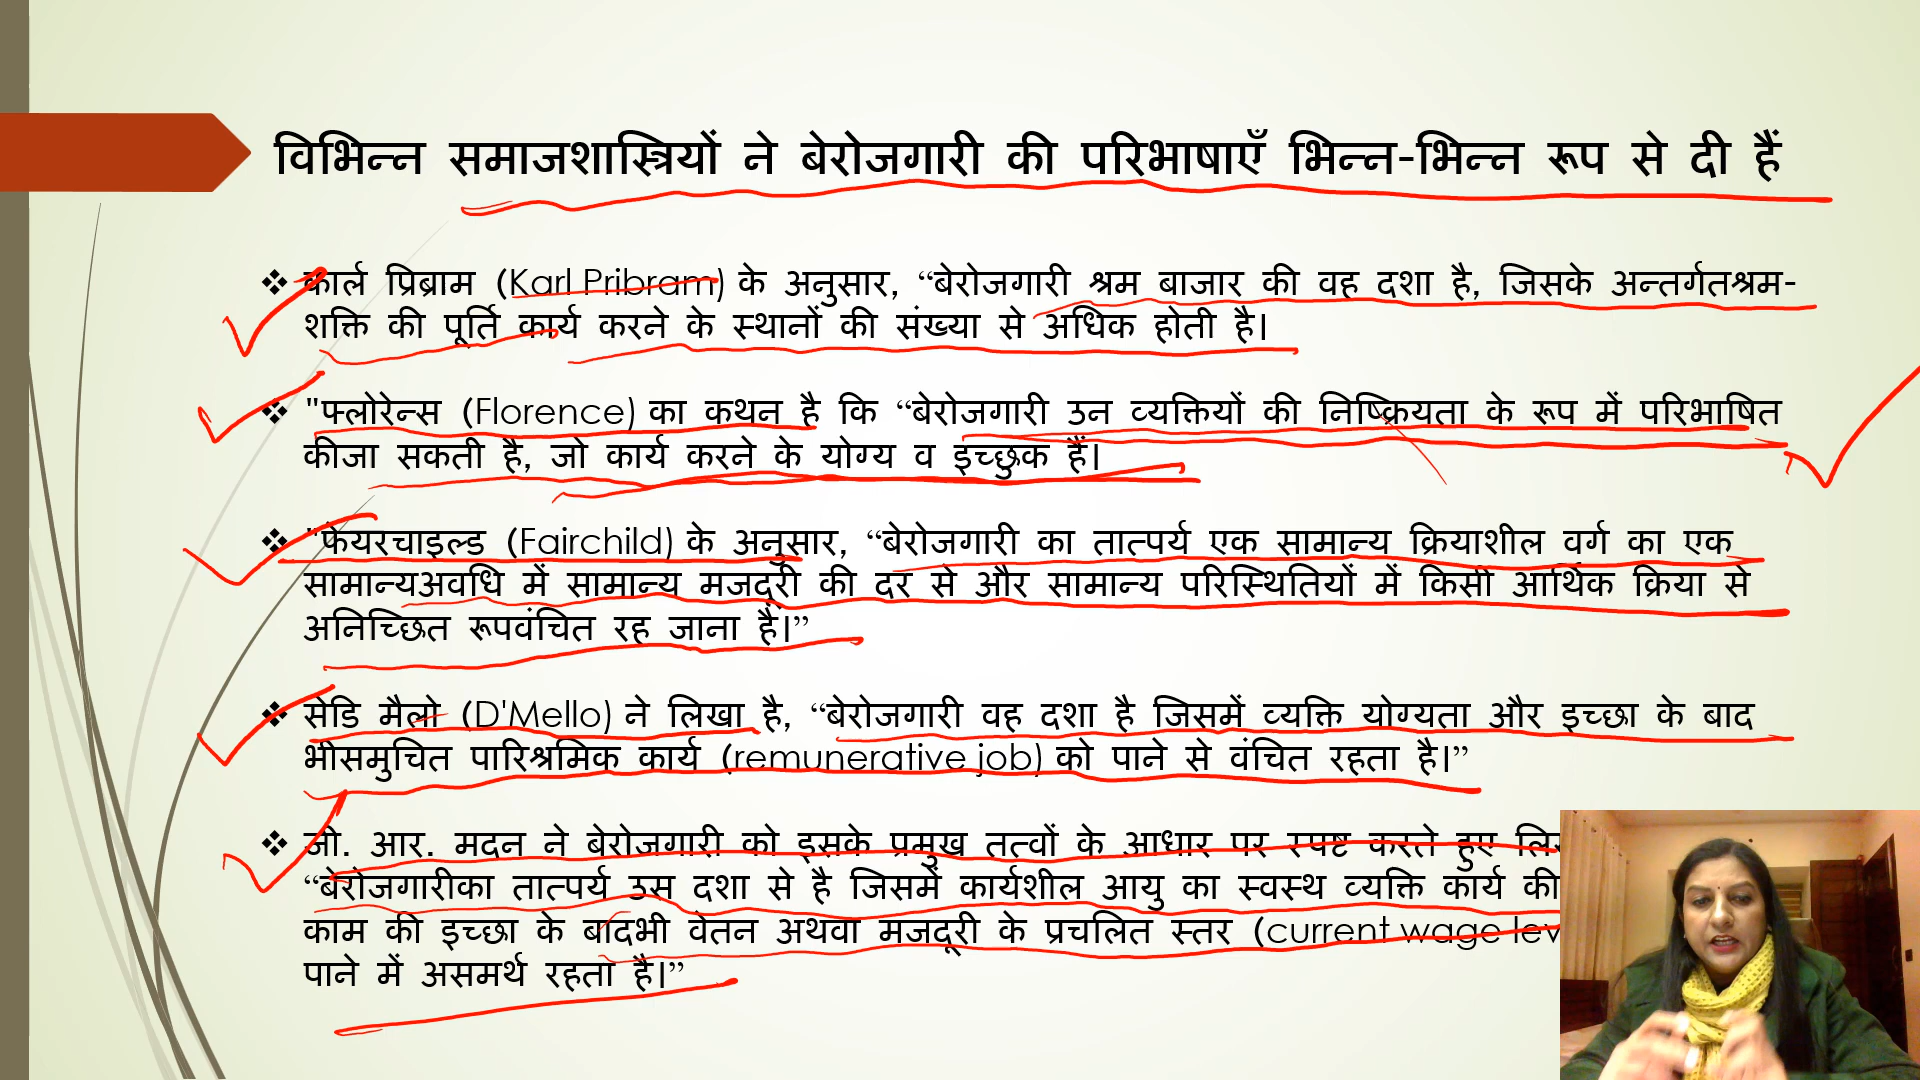 विभिन्न समाजशास्त्रियों ने बेरोजगारी की परिभाषाएँ भिन्न-भिन्न रूप से दी हैं
❖ कार्ल प्रिब्राम (Karl Pribram) के अनुसार, “बेरोजगारी श्रम बाजार की वह दशा है, जिसके अन्तर्गतश्रम-
शक्ति की पूर्ति कार्य करने के स्थानों की संख्या से अधिक होती है।
❖ "फ्लोरेन्स (Florence) का कथन है कि “बेरोजगारी उन व्यक्तियों की निष्क्रियता के रूप में परिभाषित
कीजा सकती है, जो कार्य करने के योग्य व इच्छुक हैं।
❖ "फेयरचाइल्ड (Fairchild) के अनुसार, “बेरोजगारी का तात्पर्य एक सामान्य क्रियाशील वर्ग का एक
सामान्यअवधि में सामान्य मजदूरी की दर से और सामान्य परिस्थितियों में किसी आर्थिक क्रिया से
अनिच्छित रूपवंचित रह जाना है।”
❖ सेडि मैलो (D'Mello) ने लिखा है, “बेरोजगारी वह दशा है जिसमें व्यक्ति योग्यता और इच्छा के बाद
भीसमुचित पारिश्रमिक कार्य (remunerative job) को पाने से वंचित रहता है।”
❖ जी. आर. मदन ने बेरोजगारी को इसके प्रमुख तत्वों के आधार पर स्पष्ट करते हुए
“बेरोजगारीका तात्पर्य उस दशा से है जिसमें कार्यशील आयु का स्वस्थ व्यक्ति कार्य की
काम की इच्छा के बादभी वेतन अथवा मजदूरी के प्रचलित स्तर (current wage
पाने में असमर्थ रहता है।”